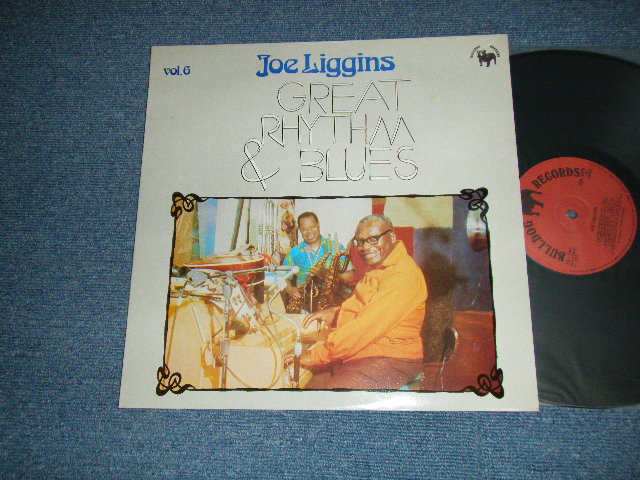 vol. 6
Joe Liggins
GREAT
RHYTHM
& BLUES
BULLDOG RECORDS